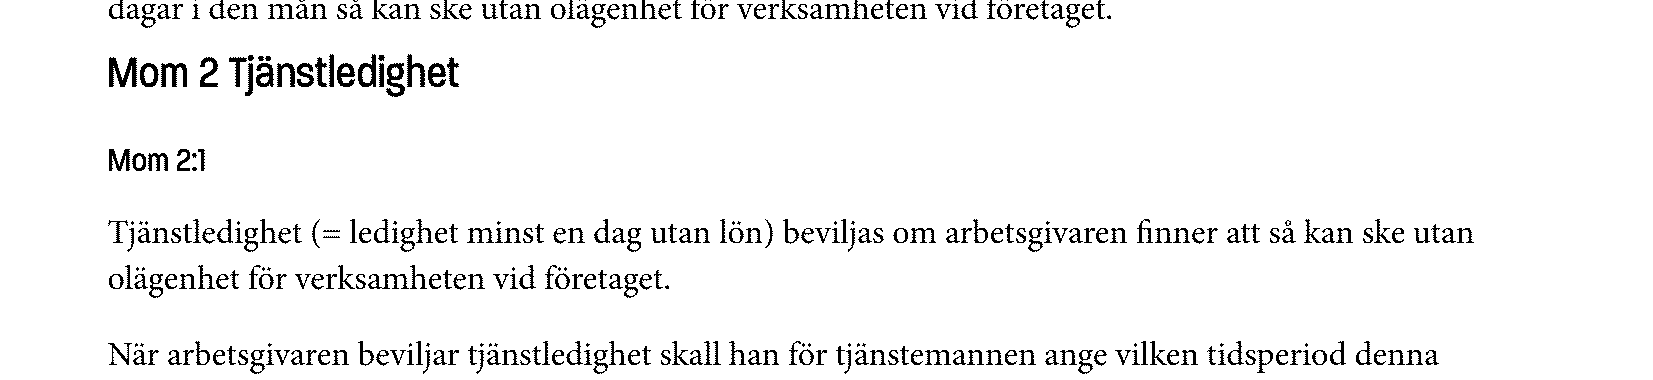 dagar i den mån så kan ske utan olägenhet för verksamheten vid företaget.
Mom 2 Tjänstledighet
Mom 2:1
Tjänstledighet (= ledighet minst en dag utan lön) beviljas om arbetsgivaren finner att så kan ske utan
olägenhet för verksamheten vid företaget.
När arbetsgivaren beviljar tjänstledighet skall han för tjänstemannen ange vilken tidsperiod denna